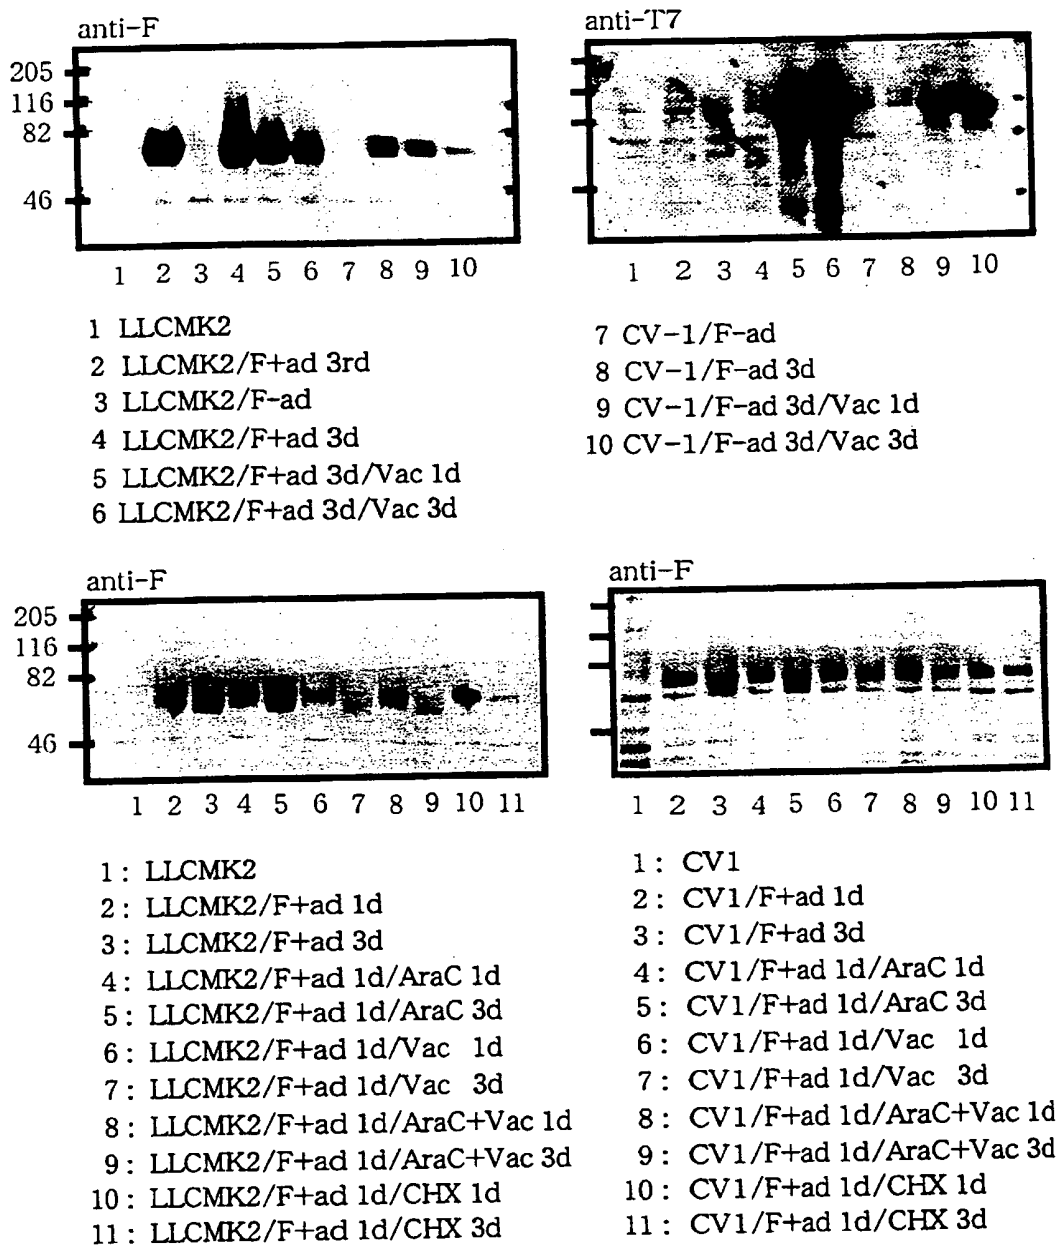 anti-F
205
116
82
46
1 2 3 4 5 6 7 8 9 10
anti-T7
1 2 3 4 5 6 7 8 9 10
1 LLCMK2
2 LLCMK2/F+ad 3rd
3 LLCMK2/F-ad
4 LLCMK2/F+ad 3d
5 LLCMK2/F+ad 3d/Vac 1d
6 LLCMK2/F+ad 3d/Vac 3d
7 CV-1/F-ad
8 CV-1/F-ad 3d
9 CV-1/F-ad 3d/Vac 1d
10 CV-1/F-ad 3d/Vac 3d
anti-F
205
116
82
46
1 2 3 4 5 6 7 8 9 10 11
anti-F
1 2 3 4 5 6 7 8 9 10 11
1 : LLCMK2
2 : LLCMK2/F+ad 1d
3 : LLCMK2/F+ad 3d
4 : LLCMK2/F+ad 1d/AraC 1d
5 : LLCMK2/F+ad 1d/AraC 3d
6 : LLCMK2/F+ad 1d/Vac 1d
7 : LLCMK2/F+ad 1d/Vac 3d
8 : LLCMK2/F+ad 1d/AraC+Vac 1d
9 : LLCMK2/F+ad 1d/AraC+Vac 3d
10 : LLCMK2/F+ad 1d/CHX 1d
11 : LLCMK2/F+ad 1d/CHX 3d
1 : CV1
2 : CV1/F+ad 1d
3 : CV1/F+ad 3d
4 : CV1/F+ad 1d/AraC 1d
5 : CV1/F+ad 1d/AraC 3d
6 : CV1/F+ad 1d/Vac 1d
7 : CV1/F+ad 1d/Vac 3d
8 : CV1/F+ad 1d/AraC+Vac 1d
9 : CV1/F+ad 1d/AraC+Vac 3d
10 : CV1/F+ad 1d/CHX 1d
11 : CV1/F+ad 1d/CHX 3d